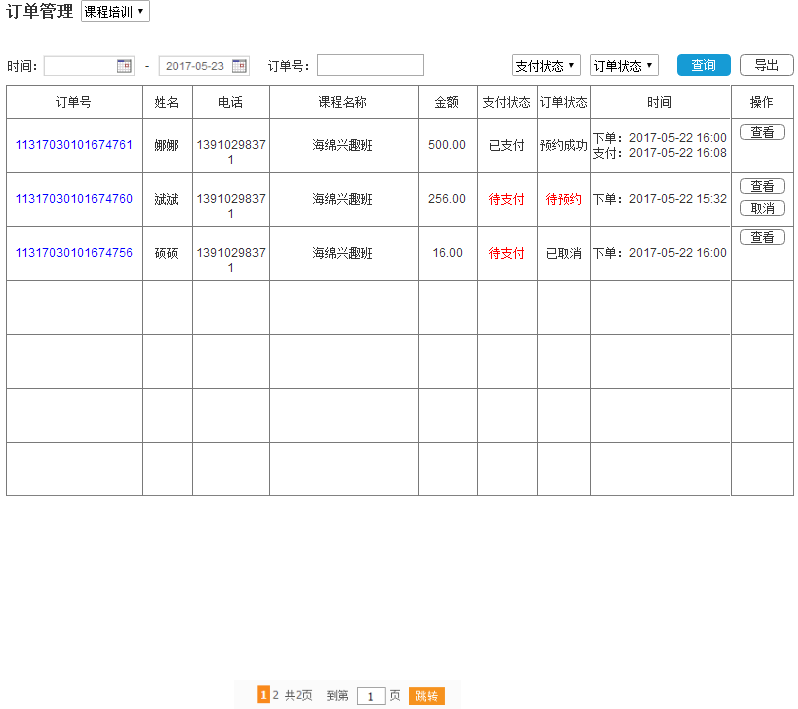 订单管理 课程培训
时间： - 2017-05-23 订单号： 支付状态 订单状态 查询 导出
订单号 姓名 电话 课程名称 金额 支付状态 订单状态 时间 操作
11317030101674761 娜娜 13910298371 海绵兴趣班 500.00 已支付 预约成功 下单：2017-05-22 16:00 查看
支付：2017-05-22 16:08
11317030101674760 斌斌 13910298371 海绵兴趣班 256.00 待支付 待预约 下单：2017-05-22 15:32 查看
取消
11317030101674756 硕硕 13910298371 海绵兴趣班 16.00 待支付 已取消 下单：2017-05-22 16:00 查看
1 2 共2页 到第 1 页 跳转